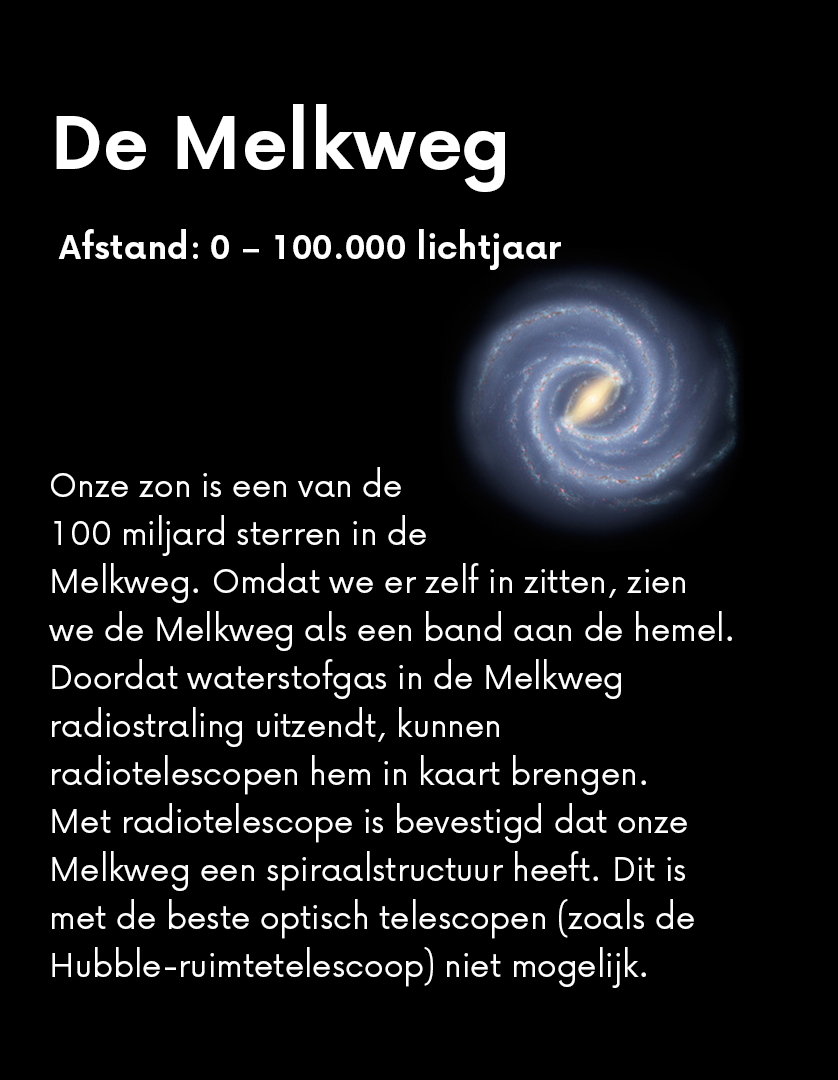 De Melkweg
Afstand: 0 – 100.000 lichtjaar
Onze zon is een van de
100 miljard sterren in de
Melkweg. Omdat we er zelf in zitten, zien
we de Melkweg als een band aan de hemel.
Doordat waterstofgas in de Melkweg
radiostraling uitzendt, kunnen
radiotelescopen hem in kaart brengen.
Met radiotelescope is bevestigd dat onze
Melkweg een spiraalstructuur heeft. Dit is
met de beste optisch telescopen (zoals de
Hubble-ruimtetelescoop) niet mogelijk.